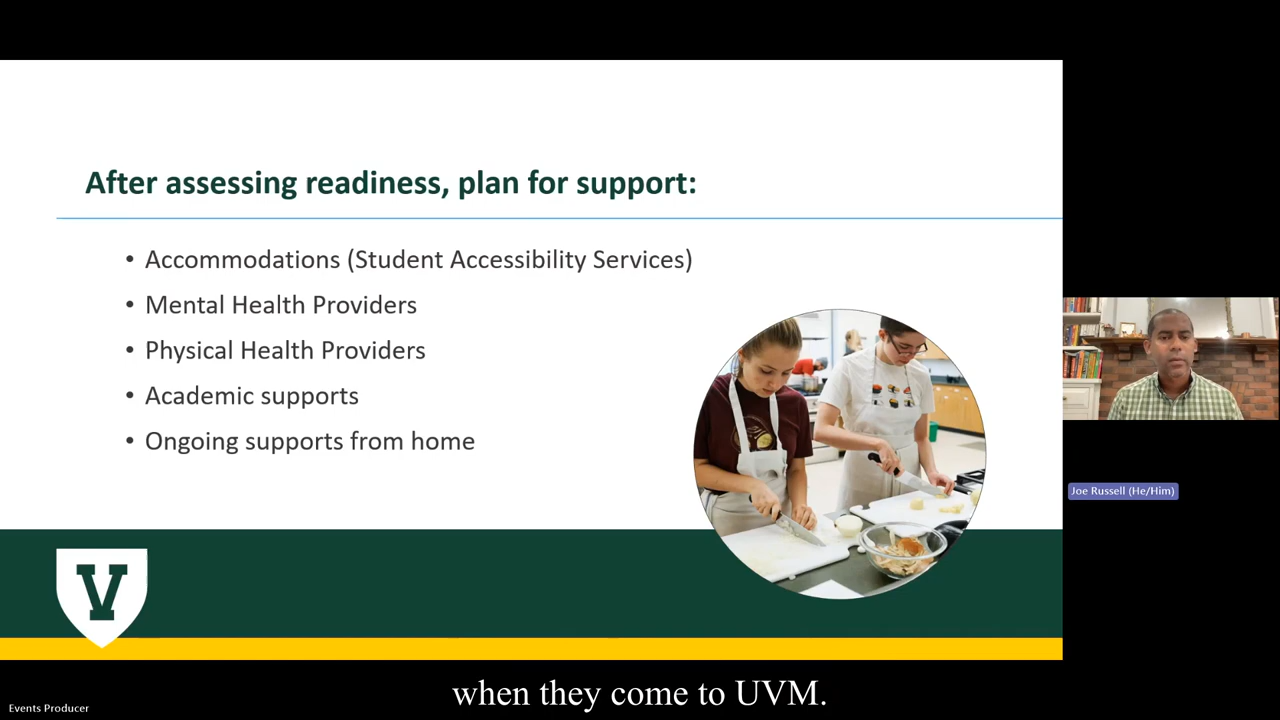 After assessing readiness, plan for support:
• Accommodations (Student Accessibility Services)
• Mental Health Providers
• Physical Health Providers
• Academic supports
• Ongoing supports from home
V
Joe Russell (He/Him)
when they come to UVM.
Events Producer